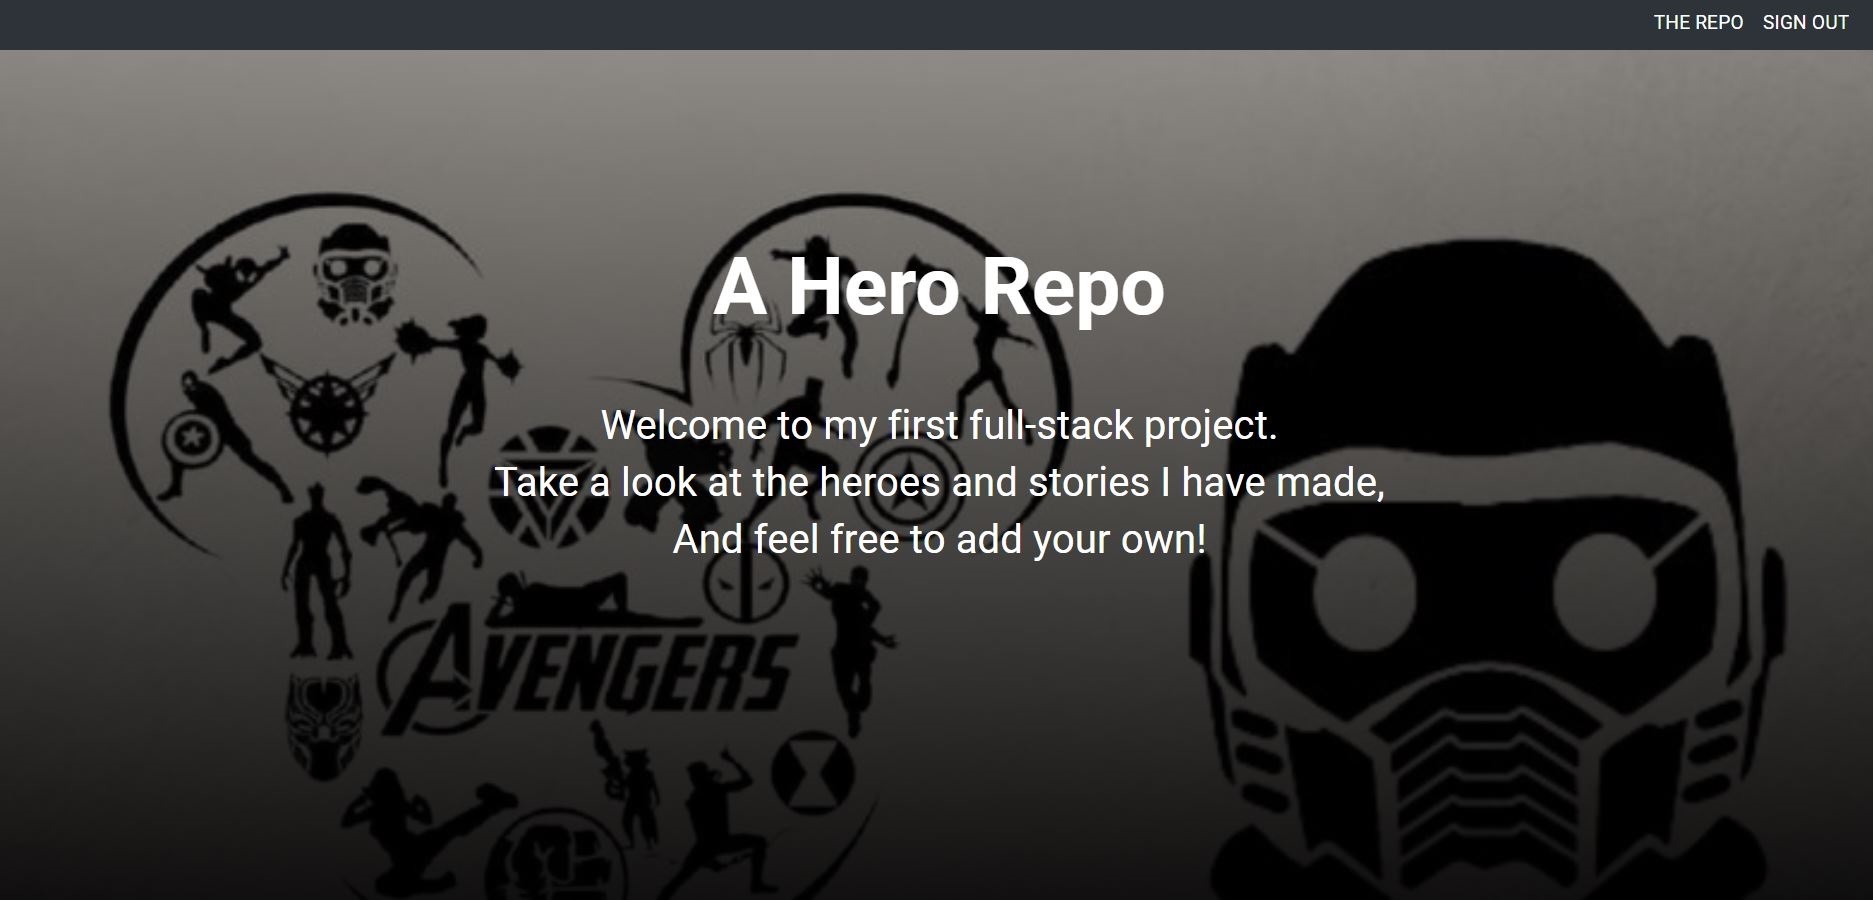 THE REPO SIGN OUT
A Hero Repo
Welcome to my first full-stack project.
Take a look at the heroes and stories I have made,
And feel free to add your own!
AVENGERS